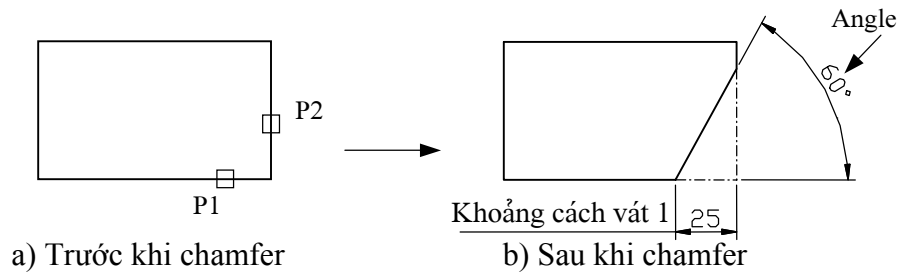 Angle
60°
P2
P1
Khoảng cách vát 1
25
a) Trước khi chamfer
b) Sau khi chamfer